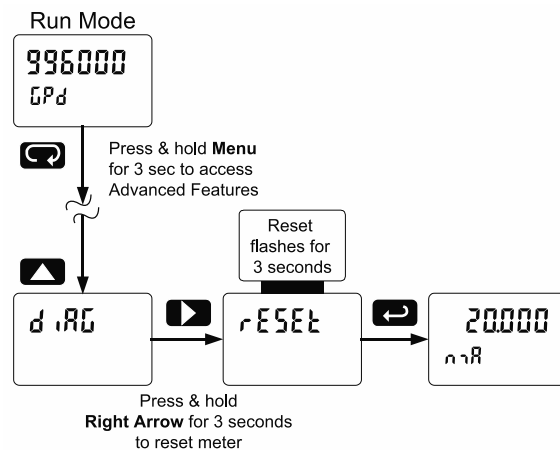 Run Mode
996000
GPd
Press & hold Menu
for 3 sec to access
Advanced Features
Reset
flashes for
3 seconds
diAG
rESEt
20.000
mA
Press & hold
Right Arrow for 3 seconds
to reset meter